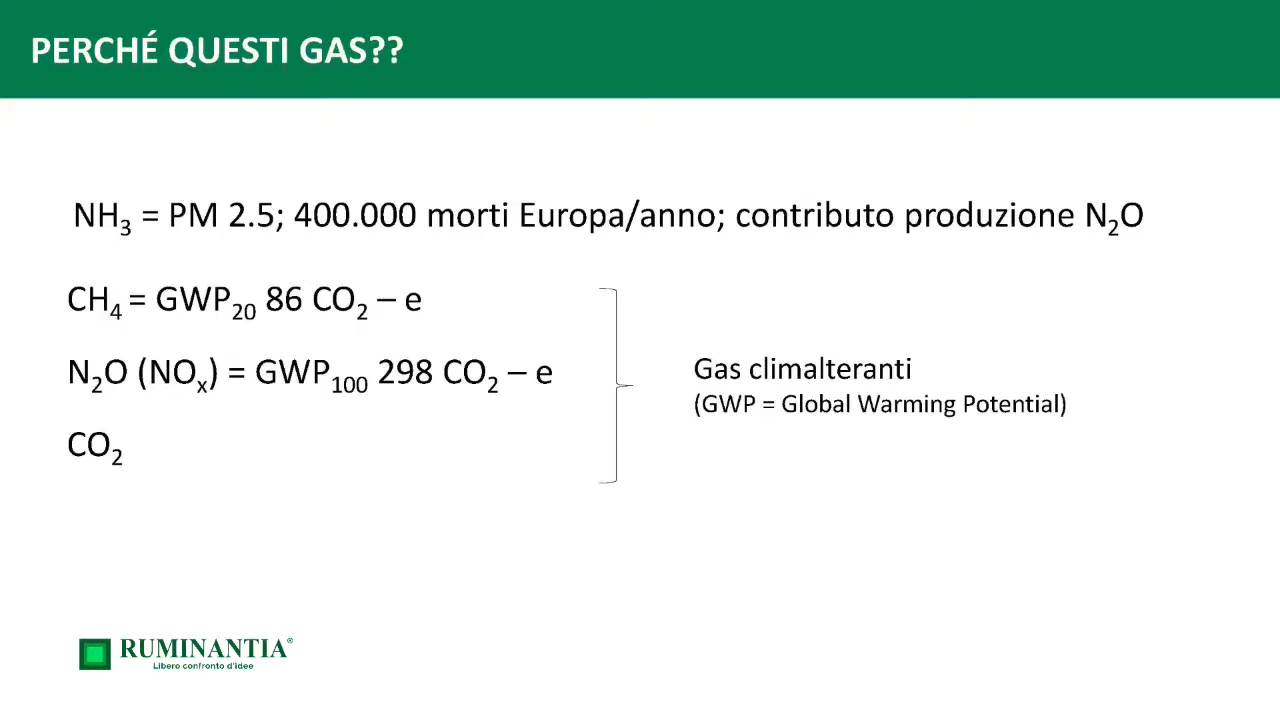 PERCHÉ QUESTI GAS??
NH₃ = PM 2.5; 400.000 morti Europa/anno; contributo produzione N₂O
CH₄ = GWP₂₀ 86 CO₂ – e
N₂O (NOₓ) = GWP₁₀₀ 298 CO₂ – e
CO₂
Gas climalteranti
(GWP = Global Warming Potential)
RUMINANTIA®
Libero confronto d'idee